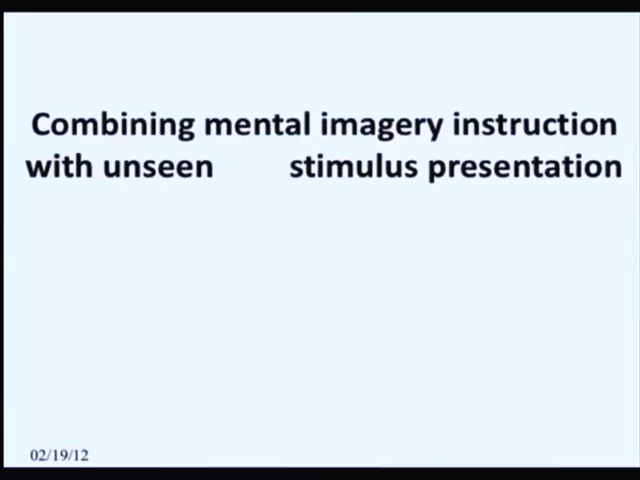 Combining mental imagery instruction
with unseen stimulus presentation
02/19/12